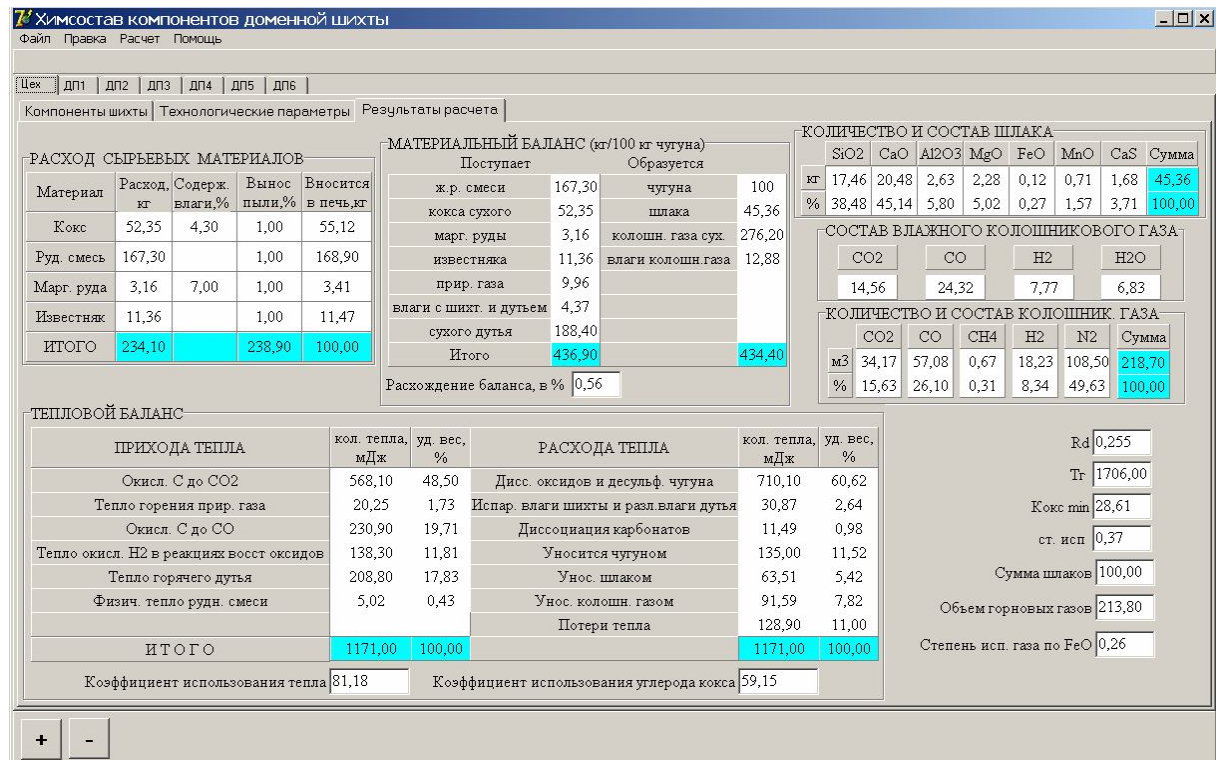 Химсостав компонентов доменной шихты
Файл Правка Расчет Помощь
Цех ДП1 ДП2 ДП3 ДП4 ДП5 ДП6
Компоненты шихты Технологические параметры Результаты расчета
РАСХОД СЫРЬЕВЫХ МАТЕРИАЛОВ
Материал Расход, кг Содерж. влаги,% Вынос пыли,% Вносится в печь,кг
Кокс 52,35 4,30 1,00 55,12
Руд. смесь 167,30 1,00 168,90
Марг. руда 3,16 7,00 1,00 3,41
Известняк 11,36 1,00 11,47
ИТОГО 234,10 238,90 100,00
МАТЕРИАЛЬНЫЙ БАЛАНС (кг/100 кг чугуна)
Поступает Образуется
ж.р. смеси 167,30 чугуна 100
кокса сухого 52,35 шлака 45,36
марг. руды 3,16 колошн. газа сух. 276,20
известняка 11,36 влаги колошн.газа 12,88
прир. газа 9,96
влаги с шихт. и дутьем 4,37
сухого дутья 188,40
Итого 436,90 434,40
Расхождение баланса, в % 0,56
КОЛИЧЕСТВО И СОСТАВ ШЛАКА
SiO2 CaO Al2O3 MgO FeO MnO CaS Сумма
кг 17,46 20,48 2,63 2,28 0,12 0,71 1,68 45,36
% 38,48 45,14 5,80 5,02 0,27 1,57 3,71 100,00
СОСТАВ ВЛАЖНОГО КОЛОШНИКОВОГО ГАЗА
CO2 CO H2 H2O
14,56 24,32 7,77 6,83
КОЛИЧЕСТВО И СОСТАВ КОЛОШНИК. ГАЗА
CO2 CO CH4 H2 N2 Сумма
м3 34,17 57,08 0,67 18,23 108,50 218,70
% 15,63 26,10 0,31 8,34 49,63 100,00
ТЕПЛОВОЙ БАЛАНС
ПРИХОДА ТЕПЛА кол. тепла, мДж уд. вес, % РАСХОДА ТЕПЛА кол. тепла, мДж уд. вес, %
Окисл. С до СО2 568,10 48,50 Дисс. оксидов и десульф. чугуна 710,10 60,62
Тепло горения прир. газа 20,25 1,73 Испар. влаги шихты и разл.влаги дутья 30,87 2,64
Окисл. С до СО 230,90 19,71 Диссоциация карбонатов 11,49 0,98
Тепло окисл. Н2 в реакциях восст оксидов 138,30 11,81 Уносится чугуном 135,00 11,52
Тепло горячего дутья 208,80 17,83 Унос. шлаком 63,51 5,42
Физич. тепло рудн. смеси 5,02 0,43 Унос. колошн. газом 91,59 7,82
Потери тепла 128,90 11,00
ИТОГО 1171,00 100,00 1171,00 100,00
Коэффициент использования тепла 81,18 Коэффициент использования углерода кокса 59,15
Rd 0,255
Тг 1706,00
Кокс min 28,61
ст. исп 0,37
Сумма шлаков 100,00
Объем горновых газов 213,80
Степень исп. газа по FeO 0,26
+ -